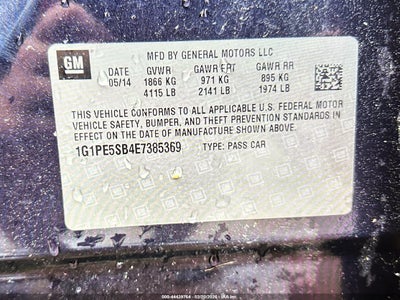 GM
MFD BY GENERAL MOTORS LLC
DATE GVWR GAWR FRT GAWR RR
05/14 1866 KG 971 KG 895 KG
4115 LB 2141 LB 1974 LB
THIS VEHICLE CONFORMS TO ALL APPLICABLE U.S. FEDERAL MOTOR
VEHICLE SAFETY, BUMPER, AND THEFT PREVENTION STANDARDS IN
EFFECT ON THE DATE OF MANUFACTURE SHOWN ABOVE.
1G1PE5SB4E7385369 TYPE: PASS CAR